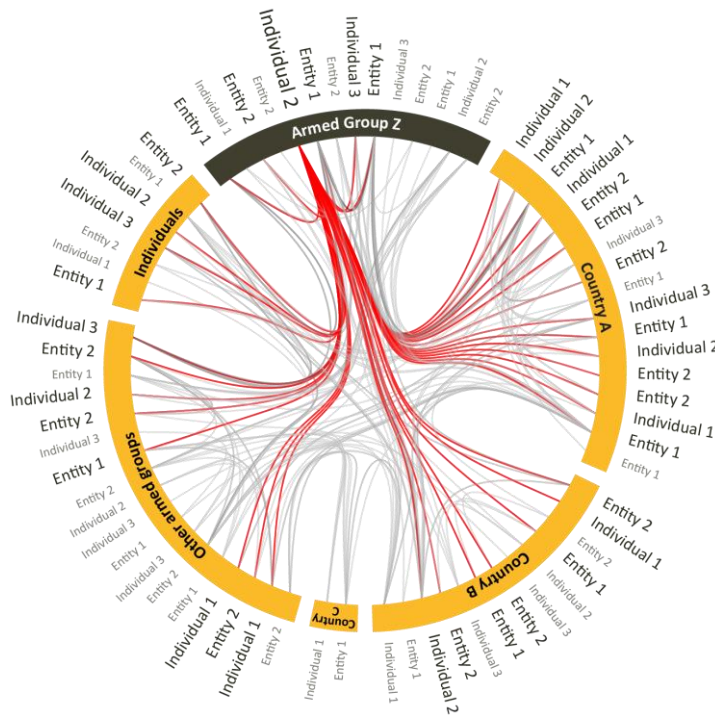 Armed Group Z
Entity 1
Individual 1
Entity 2
Entity 2
Individual 2
Entity 1
Entity 2
Individual 3
Entity 1
Individual 3
Entity 2
Entity 1
Individual 2
Entity 2
Country A
Individual 1
Individual 2
Entity 1
Individual 1
Entity 2
Entity 1
Individual 3
Entity 2
Entity 1
Individual 3
Entity 1
Individual 2
Entity 2
Entity 2
Individual 1
Entity 1
Entity 1
Country B
Entity 2
Individual 1
Entity 2
Entity 1
Individual 2
Individual 3
Entity 2
Entity 1
Individual 3
Entity 2
Individual 2
Entity 1
Individual 1
Country
C
Entity 1
Individual 1
Other armed groups
Entity 2
Individual 1
Entity 2
Individual 1
Entity 1
Entity 2
Individual 3
Entity 1
Individual 3
Individual 2
Entity 2
Entity 1
Individual 3
Entity 2
Individual 2
Entity 1
Entity 2
Individual 3
Individuals
Entity 1
Individual 1
Entity 2
Individual 3
Individual 2
Entity 1
Entity 2